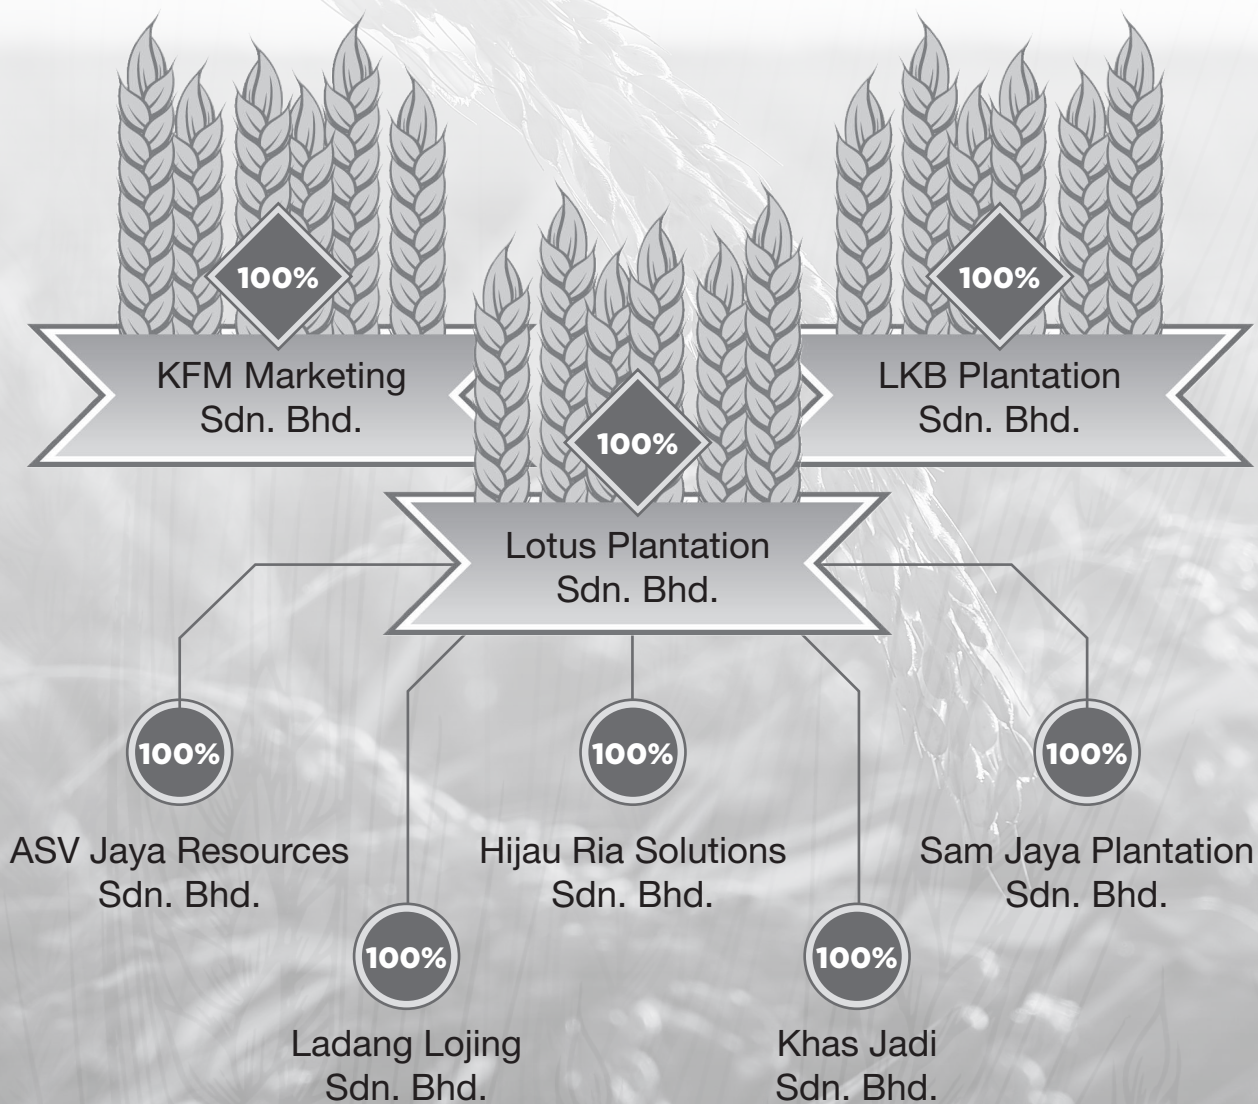 100%
KFM Marketing
Sdn. Bhd.
100%
LKB Plantation
Sdn. Bhd.
100%
Lotus Plantation
Sdn. Bhd.
100%
ASV Jaya Resources
Sdn. Bhd.
100%
Hijau Ria Solutions
Sdn. Bhd.
100%
Sam Jaya Plantation
Sdn. Bhd.
100%
Ladang Lojing
Sdn. Bhd.
100%
Khas Jadi
Sdn. Bhd.